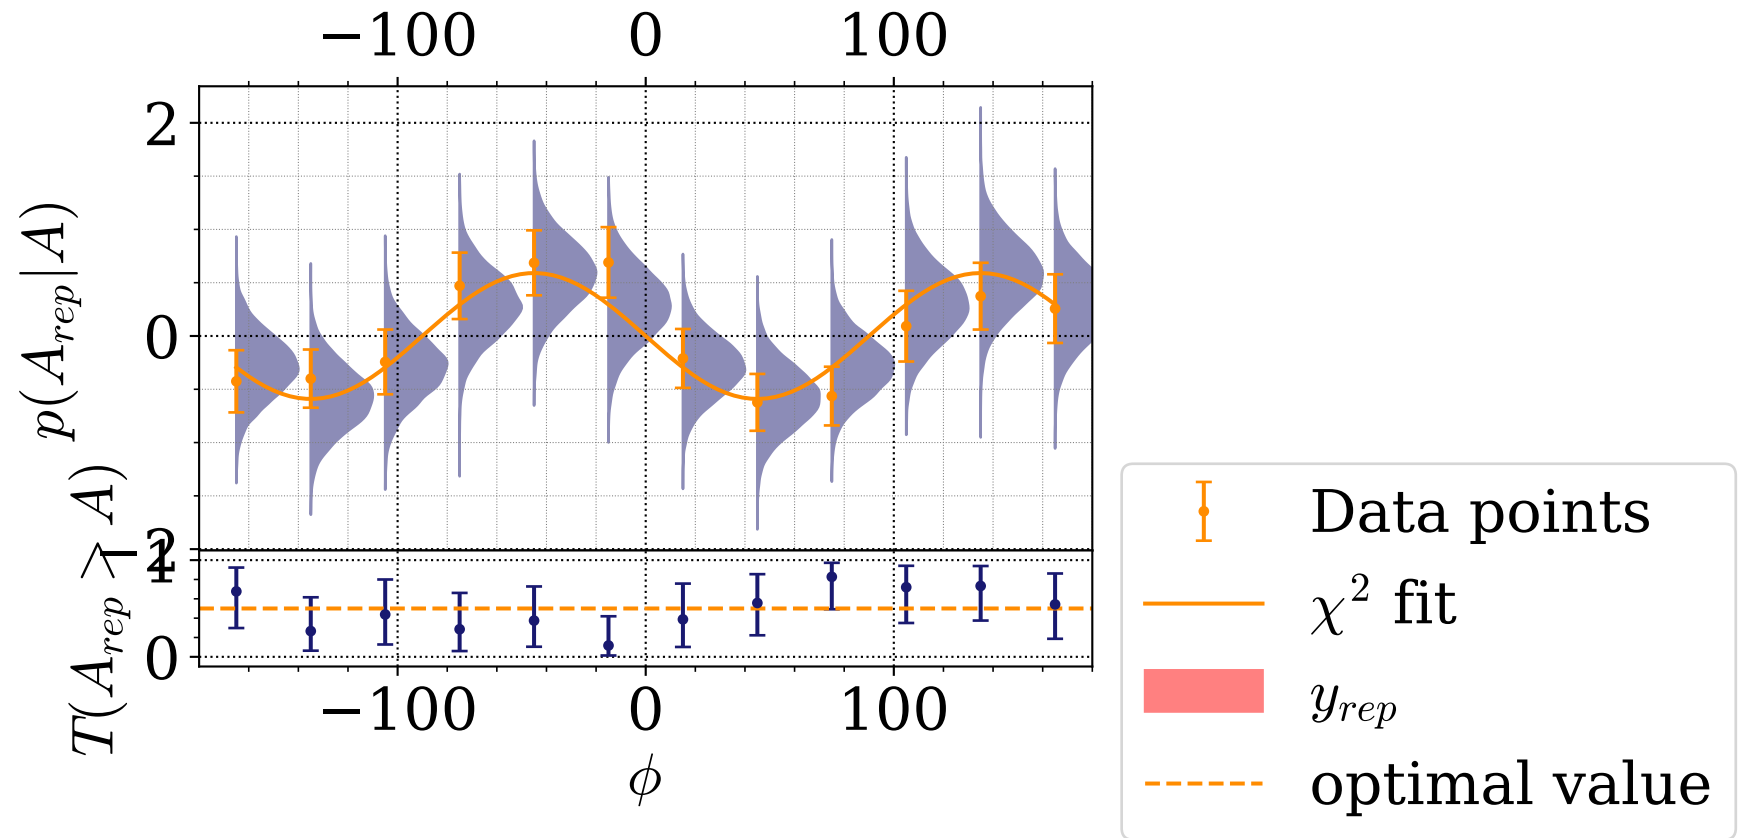 −100 0 100
2
0
−2
p(A_rep|A)
1
0
T(A_rep > A)
−100 0 100
ϕ
Data points
χ² fit
y_rep
optimal value